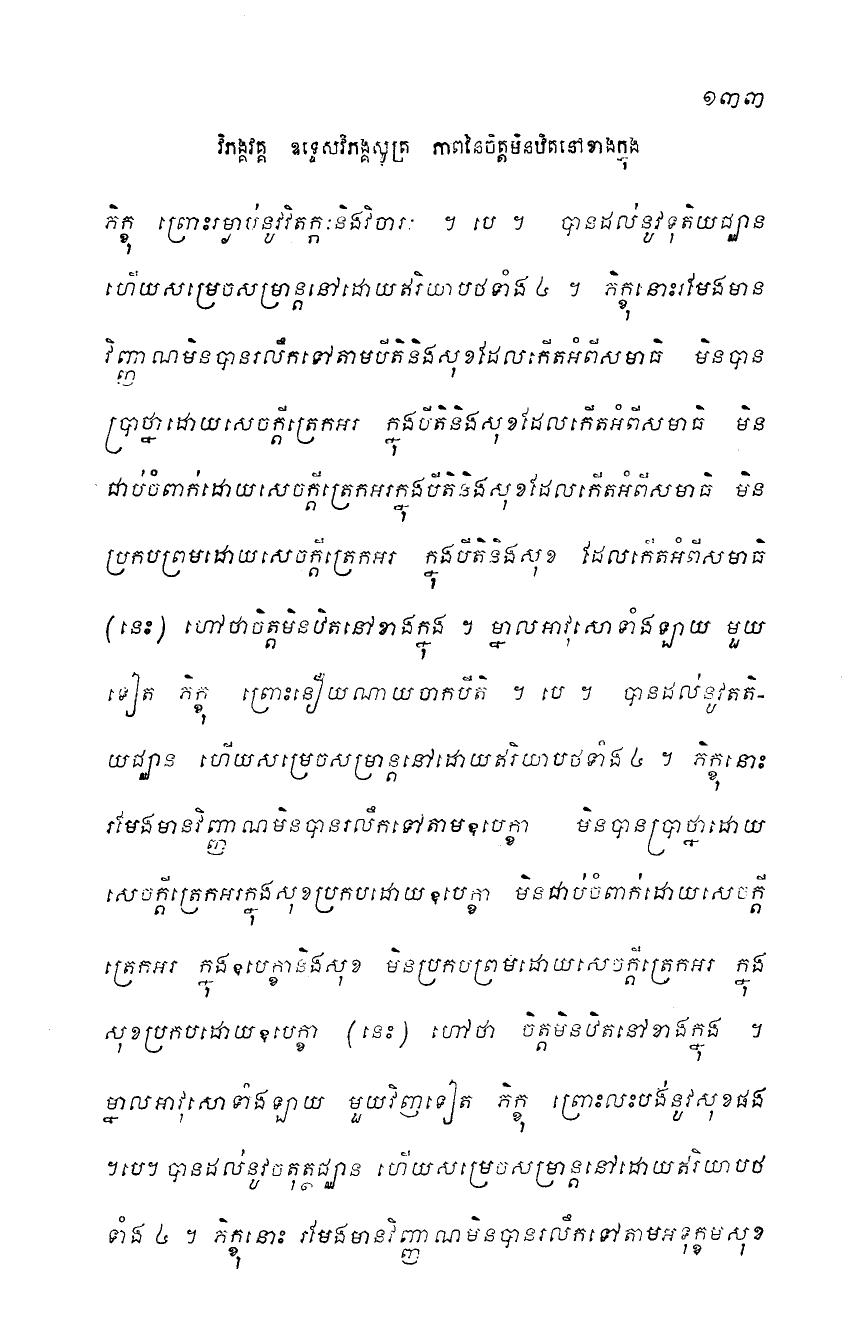 ១៣៣
វិភង្គវគ្គ ឧទ្ទេសវិភង្គសូត្រ ភាពនៃចិត្តមិនឋិតនៅខាងក្នុង
ភិក្ខុ ព្រោះរម្ងាប់នូវវិតក្កៈនិងវិចារៈ ។ បេ ។ បានដល់នូវទុតិយជ្ឈាន
ហើយសម្រេចសម្រាន្តនៅដោយឥរិយាបថទាំង ៤ ។ ភិក្ខុនោះរមែងមាន
វិញ្ញាណមិនបានរលឹកទៅតាមបីតិនិងសុខដែលកើតអំពីសមាធិ មិនបាន
ប្រាថ្នាដោយសេចក្តីត្រេកអរ ក្នុងបីតិនិងសុខដែលកើតអំពីសមាធិ មិន
ជាប់ចំពាក់ដោយសេចក្តីត្រេកអរក្នុងបីតិនិងសុខដែលកើតអំពីសមាធិ មិន
ប្រកបព្រមដោយសេចក្តីត្រេកអរ ក្នុងបីតិនិងសុខ ដែលកើតអំពីសមាធិ
(នេះ) ហៅថាចិត្តមិនឋិតនៅខាងក្នុង ។ ម្នាលអាវុសោទាំងឡាយ មួយ
ទៀត ភិក្ខុ ព្រោះនឿយណាយចាកបីតិ ។ បេ ។ បានដល់នូវតតិ-
យជ្ឈាន ហើយសម្រេចសម្រាន្តនៅដោយឥរិយាបថទាំង ៤ ។ ភិក្ខុនោះ
រមែងមានវិញ្ញាណមិនបានរលឹកទៅតាមឧបេក្ខា មិនបានប្រាថ្នាដោយ
សេចក្តីត្រេកអរក្នុងសុខប្រកបដោយឧបេក្ខា មិនជាប់ចំពាក់ដោយសេចក្តី
ត្រេកអរ ក្នុងឧបេក្ខានិងសុខ មិនប្រកបព្រមដោយសេចក្តីត្រេកអរ ក្នុង
សុខប្រកបដោយឧបេក្ខា (នេះ) ហៅថា ចិត្តមិនឋិតនៅខាងក្នុង ។
ម្នាលអាវុសោទាំងឡាយ មួយវិញទៀត ភិក្ខុ ព្រោះលះបង់នូវសុខផង
។បេ។ បានដល់នូវចតុត្ថជ្ឈាន ហើយសម្រេចសម្រាន្តនៅដោយឥរិយាបថ
ទាំង ៤ ។ ភិក្ខុនោះ រមែងមានវិញ្ញាណមិនបានរលឹកទៅតាមអទុក្ខមសុខ